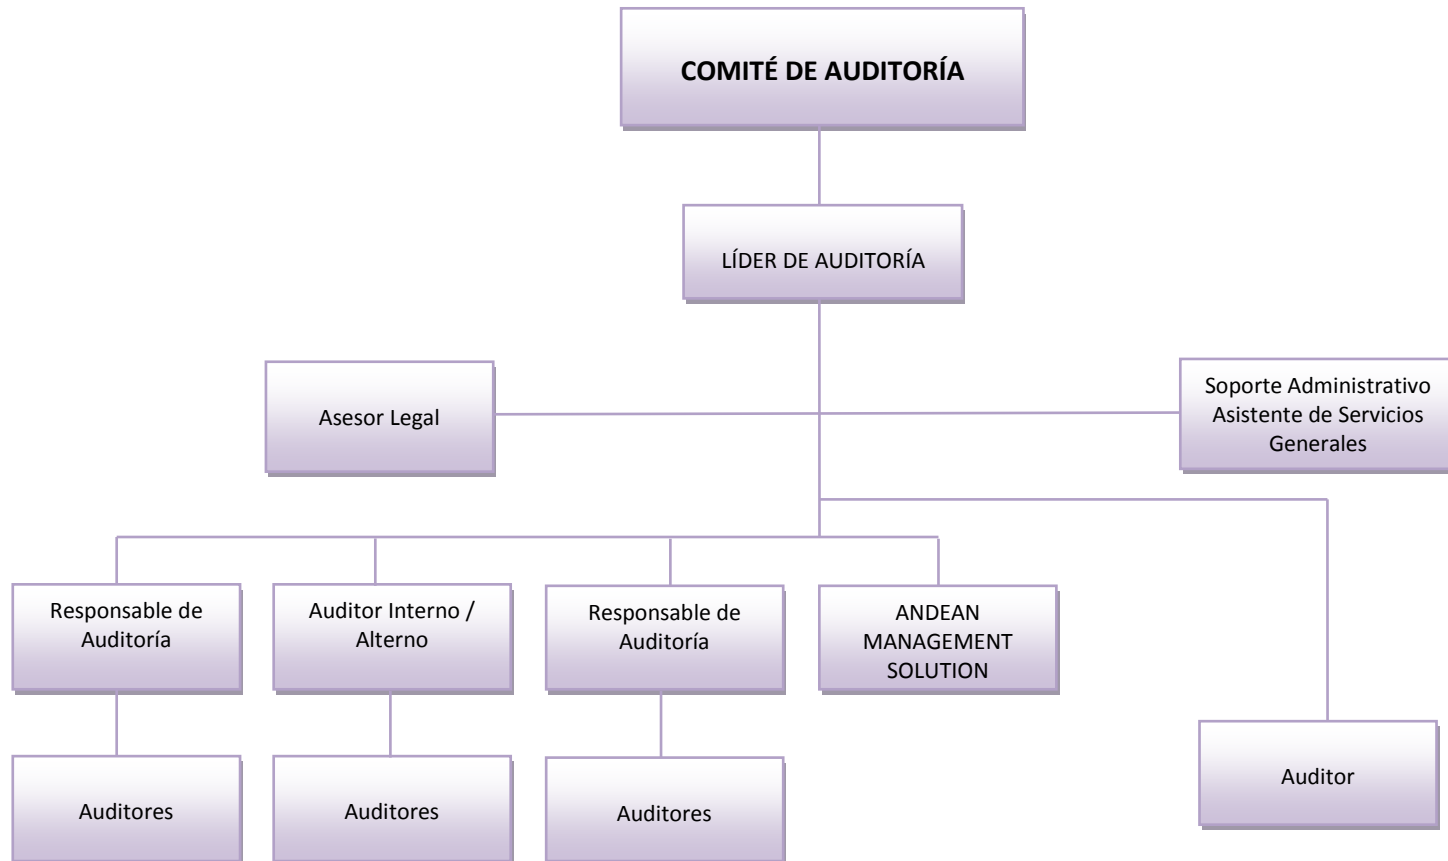 COMITÉ DE AUDITORÍA
LÍDER DE AUDITORÍA
Asesor Legal
Soporte Administrativo
Asistente de Servicios
Generales
Responsable de
Auditoría
Auditor Interno /
Alterno
Responsable de
Auditoría
ANDEAN
MANAGEMENT
SOLUTION
Auditores
Auditores
Auditores
Auditor